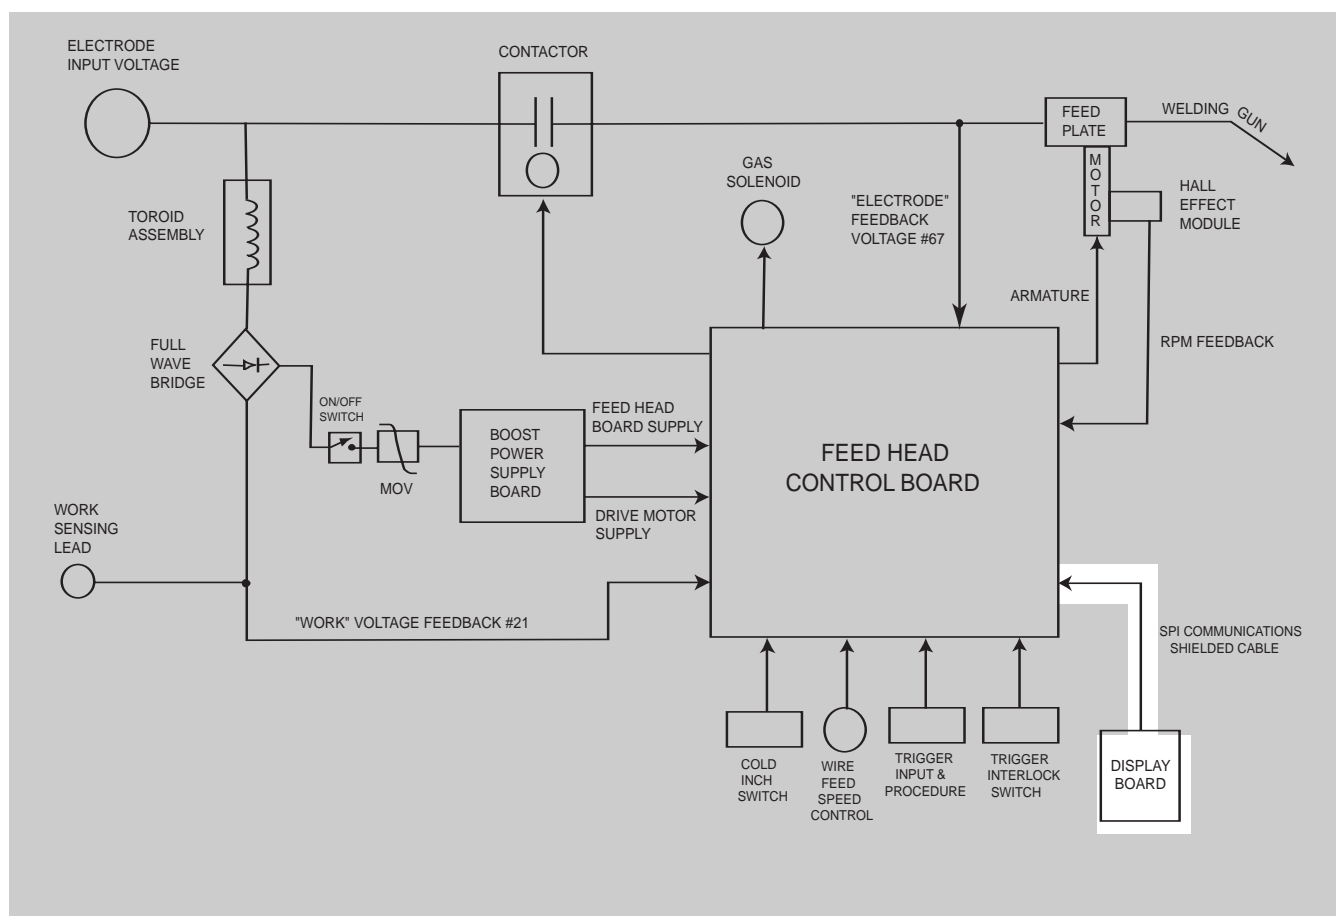 ELECTRODE
INPUT VOLTAGE
CONTACTOR
FEED
PLATE
WELDING
GUN
MOTOR
HALL
EFFECT
MODULE
GAS
SOLENOID
"ELECTRODE"
FEEDBACK
VOLTAGE #67
TOROID
ASSEMBLY
ARMATURE
RPM FEEDBACK
FULL
WAVE
BRIDGE
ON/OFF
SWITCH
MOV
BOOST
POWER
SUPPLY
BOARD
FEED HEAD
BOARD SUPPLY
DRIVE MOTOR
SUPPLY
FEED HEAD
CONTROL BOARD
WORK
SENSING
LEAD
"WORK" VOLTAGE FEEDBACK #21
SPI COMMUNICATIONS
SHIELDED CABLE
COLD
INCH
SWITCH
WIRE
FEED
SPEED
CONTROL
TRIGGER
INPUT &
PROCEDURE
TRIGGER
INTERLOCK
SWITCH
DISPLAY
BOARD